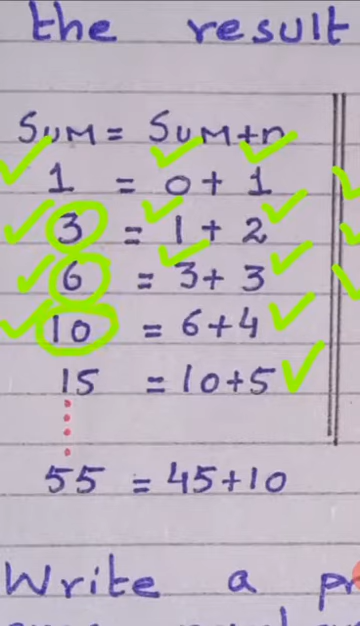 the result
SUM = SUM+n
1 = 0 + 1
3 = 1 + 2
6 = 3 + 3
10 = 6+4
15 = 10+5
55 = 45+10
Write a